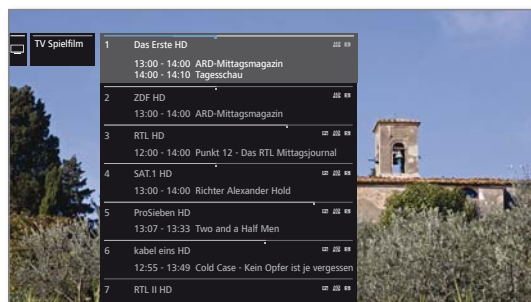 TV Spielfilm
1 Das Erste HD
13:00 - 14:00 ARD-Mittagsmagazin
14:00 - 14:10 Tagesschau
2 ZDF HD
13:00 - 14:00 ARD-Mittagsmagazin
3 RTL HD
12:00 - 14:00 Punkt 12 - Das RTL Mittagsjournal
4 SAT.1 HD
13:00 - 14:00 Richter Alexander Hold
5 ProSieben HD
13:07 - 13:33 Two and a Half Men
6 kabel eins HD
12:55 - 13:49 Cold Case - Kein Opfer ist je vergessen
7 RTL II HD